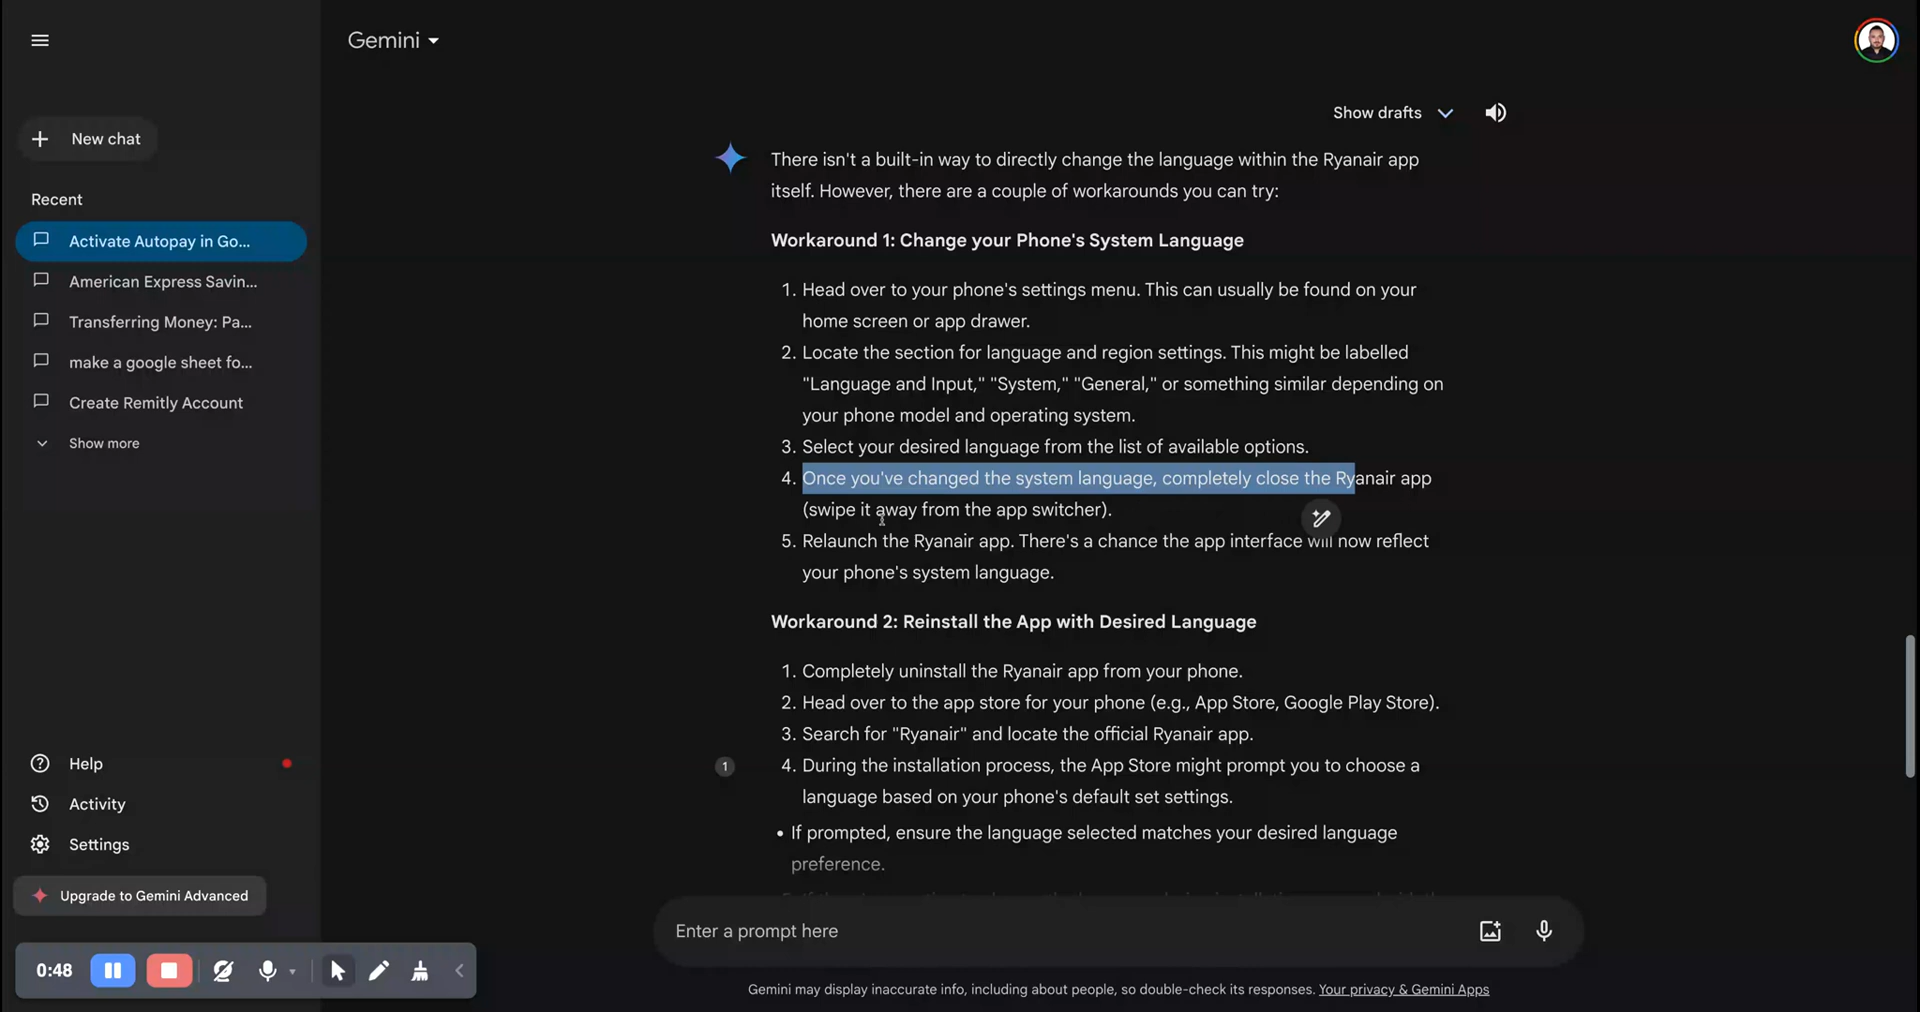 Gemini
New chat
Recent
Activate Autopay in Go...
American Express Savin...
Transferring Money: Pa...
make a google sheet fo...
Create Remitly Account
Show more
Help
Activity
Settings
Upgrade to Gemini Advanced
0:48
Show drafts
There isn't a built-in way to directly change the language within the Ryanair app
itself. However, there are a couple of workarounds you can try:
Workaround 1: Change your Phone's System Language
1. Head over to your phone's settings menu. This can usually be found on your
home screen or app drawer.
2. Locate the section for language and region settings. This might be labelled
"Language and Input," "System," "General," or something similar depending on
your phone model and operating system.
3. Select your desired language from the list of available options.
4. Once you've changed the system language, completely close the Ryanair app
(swipe it away from the app switcher).
5. Relaunch the Ryanair app. There's a chance the app interface will now reflect
your phone's system language.
Workaround 2: Reinstall the App with Desired Language
1. Completely uninstall the Ryanair app from your phone.
2. Head over to the app store for your phone (e.g., App Store, Google Play Store).
3. Search for "Ryanair" and locate the official Ryanair app.
1
4. During the installation process, the App Store might prompt you to choose a
language based on your phone's default set settings.
• If prompted, ensure the language selected matches your desired language
preference.
Enter a prompt here
Gemini may display inaccurate info, including about people, so double-check its responses. Your privacy & Gemini Apps